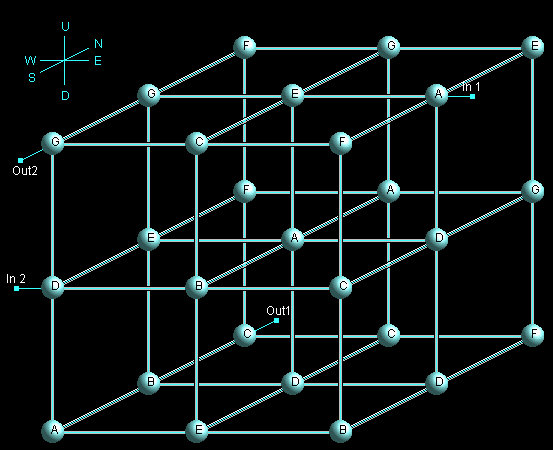 U
N
W E
S
D
F G E
G E A In 1
G C F
Out2
F A G
E A D
In 2 D B C
Out1
C C F
B D D
A E B